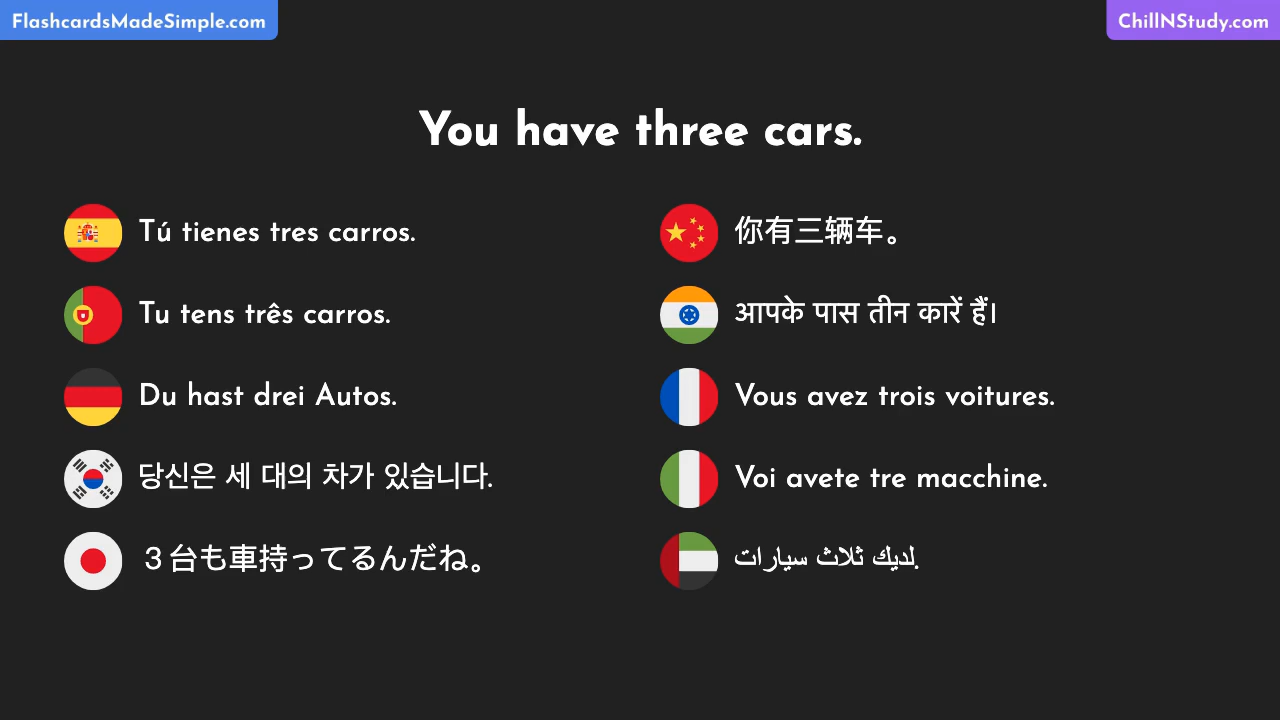 FlashcardsMadeSimple.com
ChillNStudy.com
You have three cars.
Tú tienes tres carros.
Tu tens três carros.
Du hast drei Autos.
당신은 세 대의 차가 있습니다.
３台も車持ってるんだね。
你有三辆车。
आपके पास तीन कारें हैं।
Vous avez trois voitures.
Voi avete tre macchine.
لديك ثلاث سيارات.